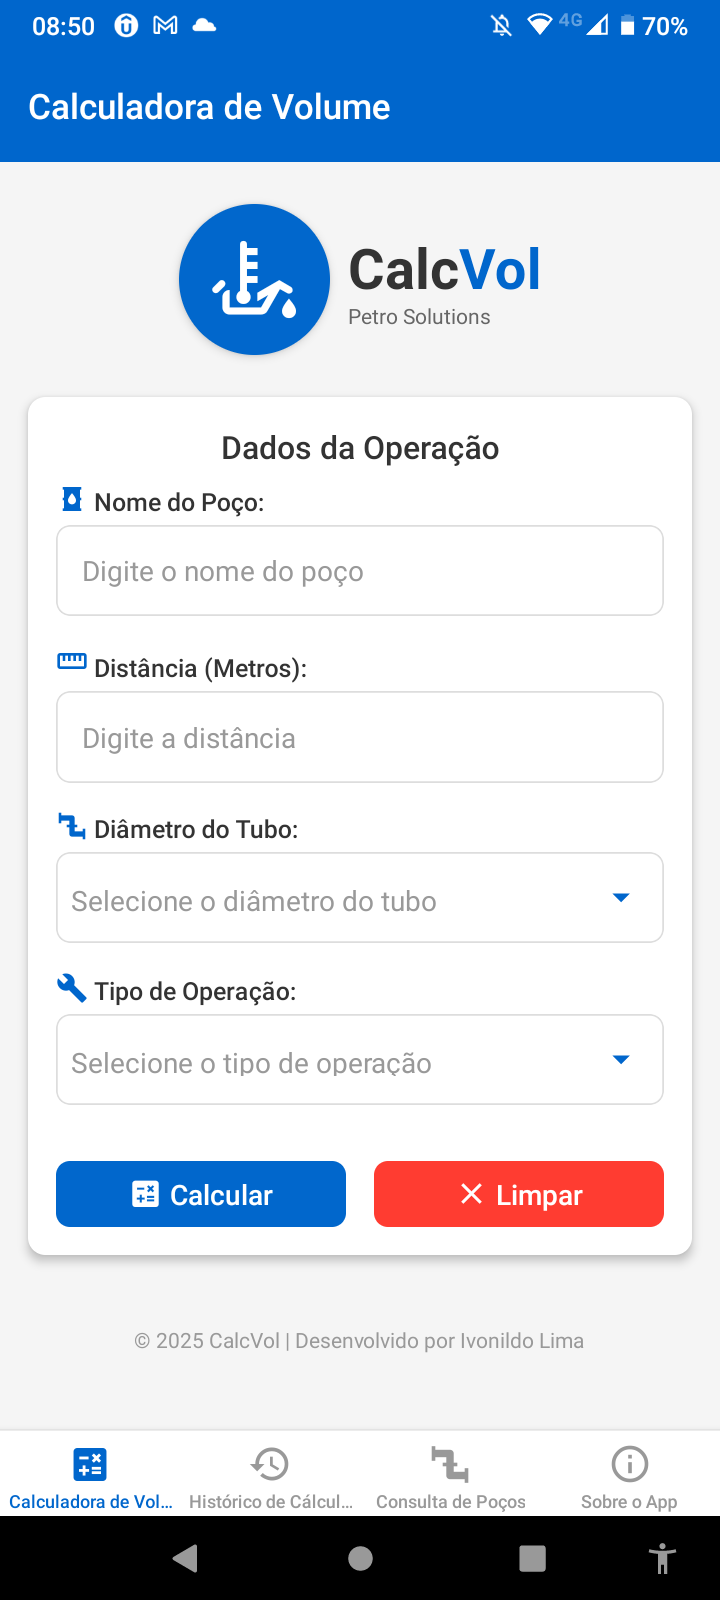 08:50
4G
70%
Calculadora de Volume
CalcVol
Petro Solutions
Dados da Operação
Nome do Poço:
Digite o nome do poço
Distância (Metros):
Digite a distância
Diâmetro do Tubo:
Selecione o diâmetro do tubo
Tipo de Operação:
Selecione o tipo de operação
Calcular
Limpar
© 2025 CalcVol | Desenvolvido por Ivonildo Lima
Calculadora de Vol...
Histórico de Cálcul...
Consulta de Poços
Sobre o App